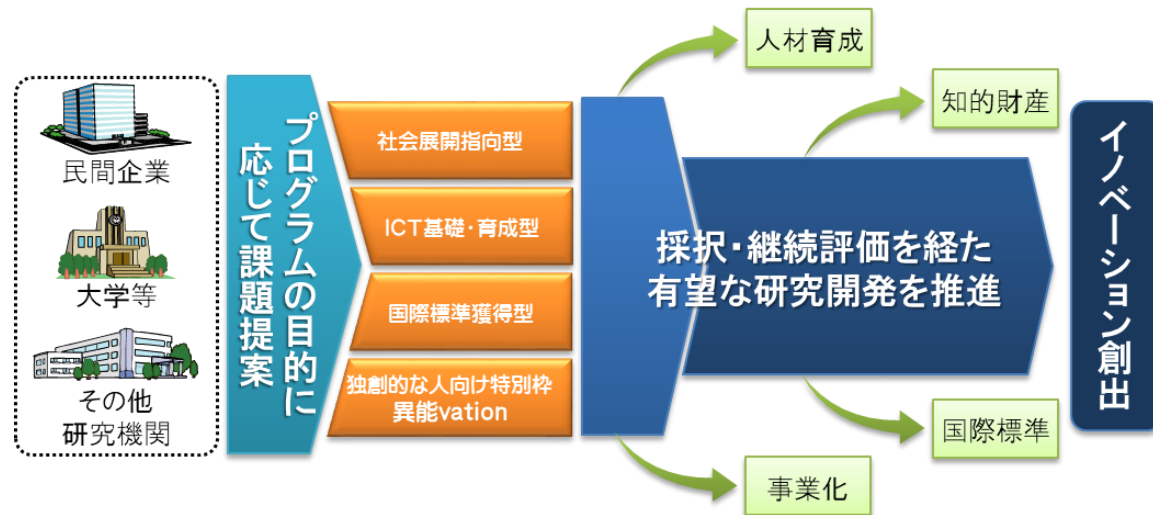 民間企業
大学等
その他
研究機関
プログラムの目的に
応じて課題提案
社会展開指向型
ICT基礎・育成型
国際標準獲得型
独創的な人向け特別枠
異能vation
採択・継続評価を経た
有望な研究開発を推進
人材育成
知的財産
国際標準
事業化
イノベーション創出